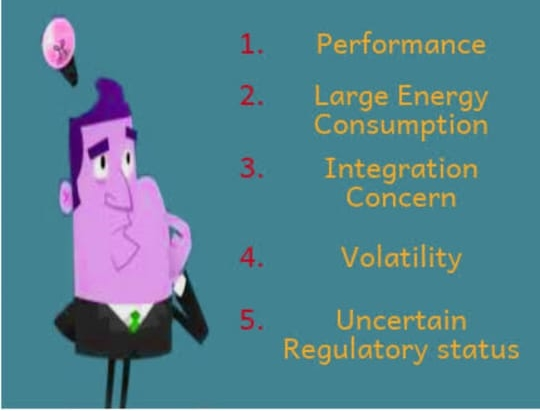 1. Performance
2. Large Energy
Consumption
3. Integration
Concern
4. Volatility
5. Uncertain
Regulatory status